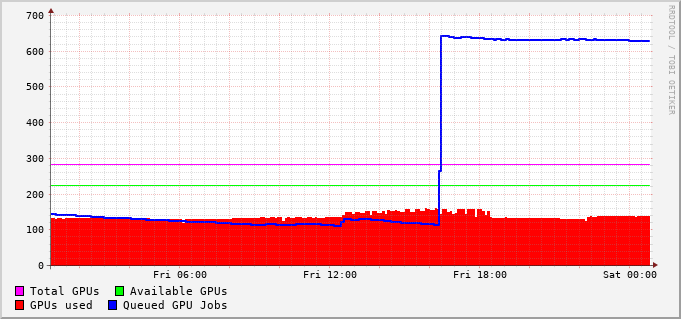 700
600
500
400
300
200
100
0
Fri 06:00 Fri 12:00 Fri 18:00 Sat 00:00
Total GPUs Available GPUs
GPUs used Queued GPU Jobs
RRDTOOL / TOBI OETIKER